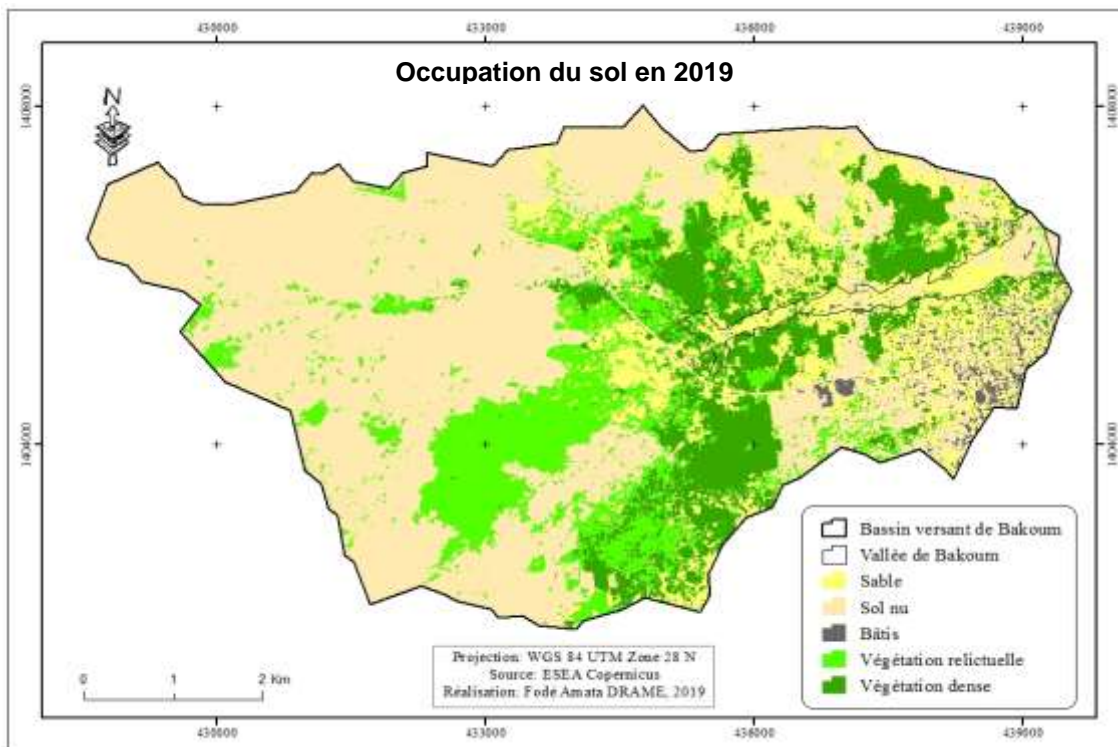 430000 433000 436000 439000
Occupation du sol en 2019
N
1408000 1408000
1404000 1404000
Bassin versant de Bakoum
Vallée de Bakoum
Sable
Sol nu
Bâtis
Végétation relictuelle
Végétation dense
Projection: WGS 84 UTM Zone 28 N
Source: ESEA Copernicus
Réalisation: Fode Amata DRAME, 2019
0 1 2 Km
430000 433000 436000 439000